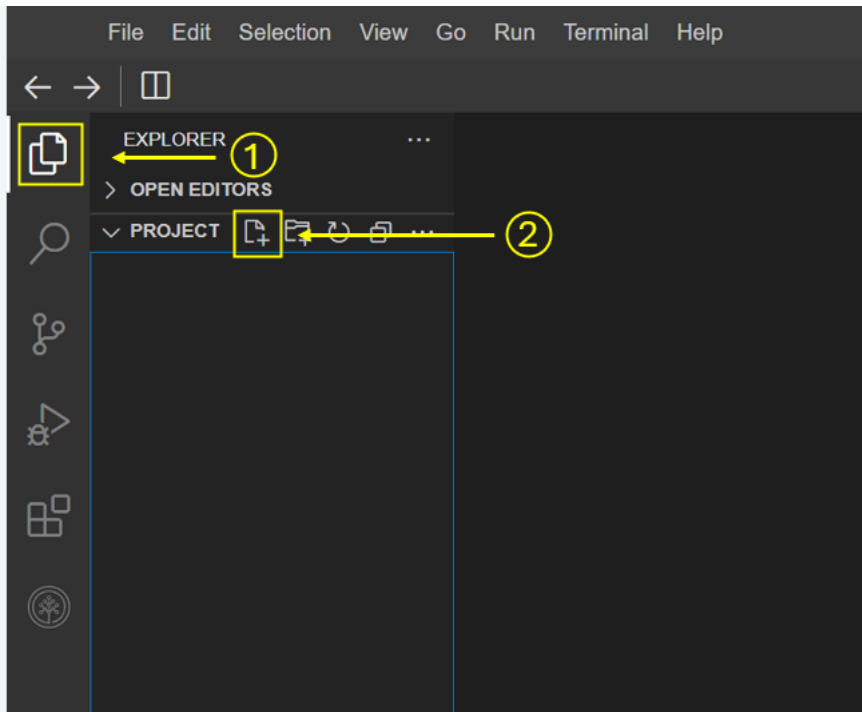 File Edit Selection View Go Run Terminal Help
EXPLORER
1
OPEN EDITORS
PROJECT
2